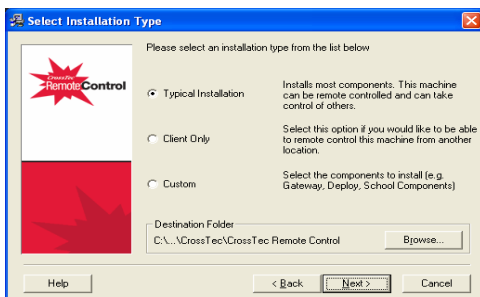 Select Installation Type
Please select an installation type from the list below
CrossTec
Remote Control
Typical Installation
Installs most components. This machine
can be remote controlled and can take
control of others.
Client Only
Select this option if you would like to be able
to remote control this machine from another
location.
Custom
Select the components to install (e.g.
Gateway, Deploy, School Components)
Destination Folder
C:\...\CrossTec\CrossTec Remote Control
Browse...
Help
< Back
Next >
Cancel